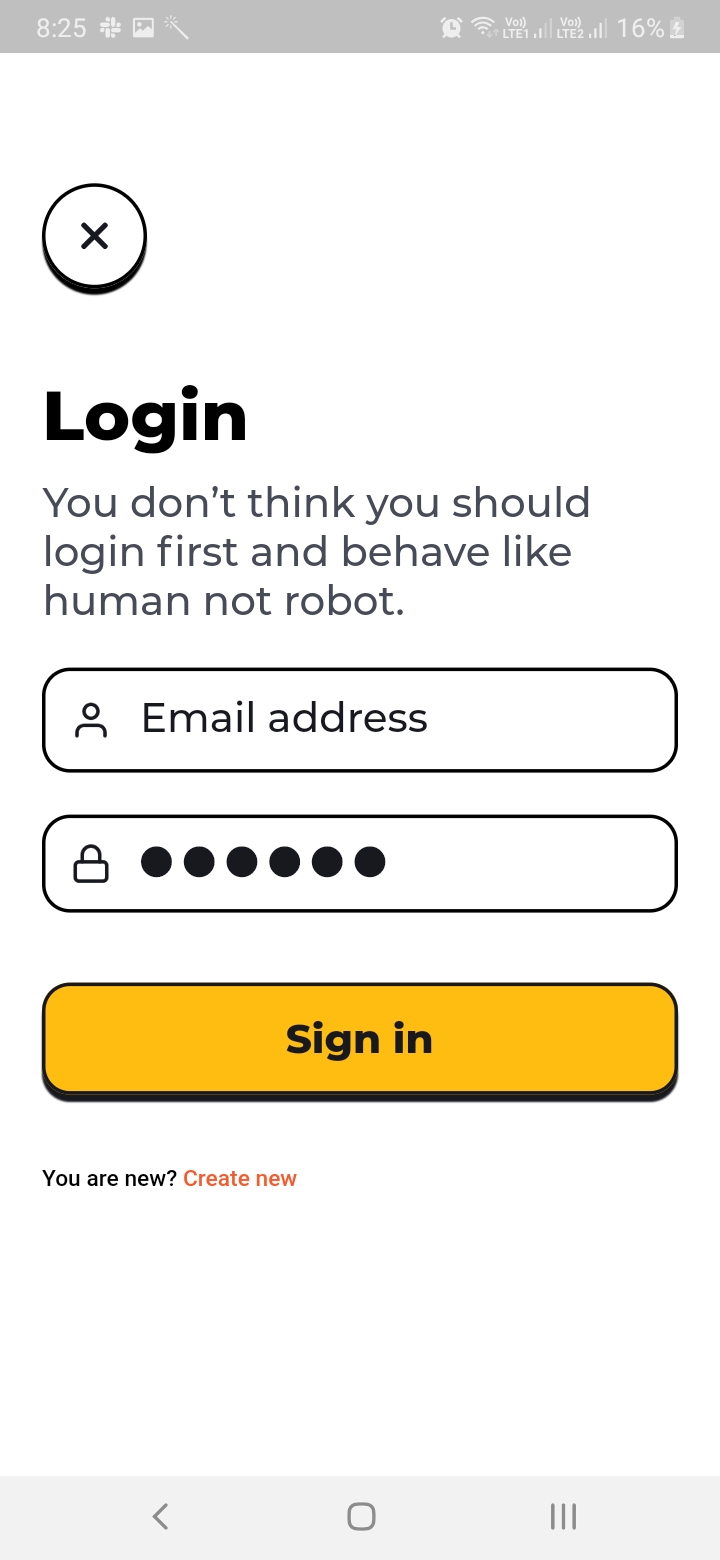 8:25 Vo) LTE1 Vo) LTE2 16%
Login
You don’t think you should
login first and behave like
human not robot.
Email address
●●●●●●
Sign in
You are new? Create new